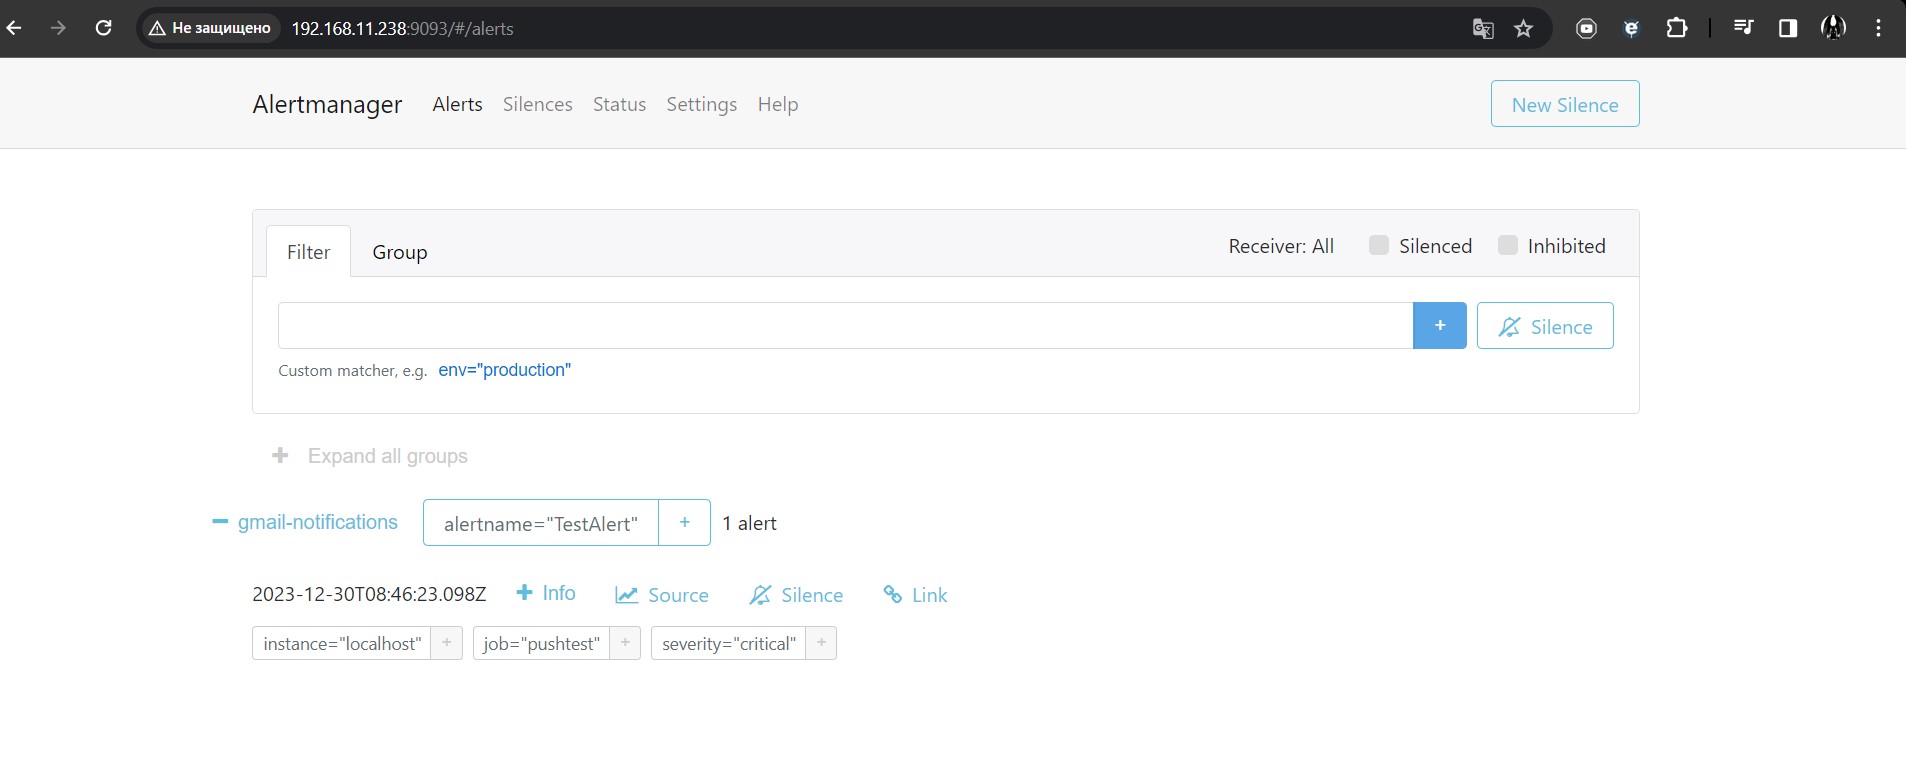 Не защищено 192.168.11.238:9093/#/alerts
Alertmanager Alerts Silences Status Settings Help New Silence
Filter Group Receiver: All Silenced Inhibited
+ Silence
Custom matcher, e.g. env="production"
+ Expand all groups
− gmail-notifications alertname="TestAlert" + 1 alert
2023-12-30T08:46:23.098Z + Info Source Silence Link
instance="localhost" + job="pushtest" + severity="critical" +